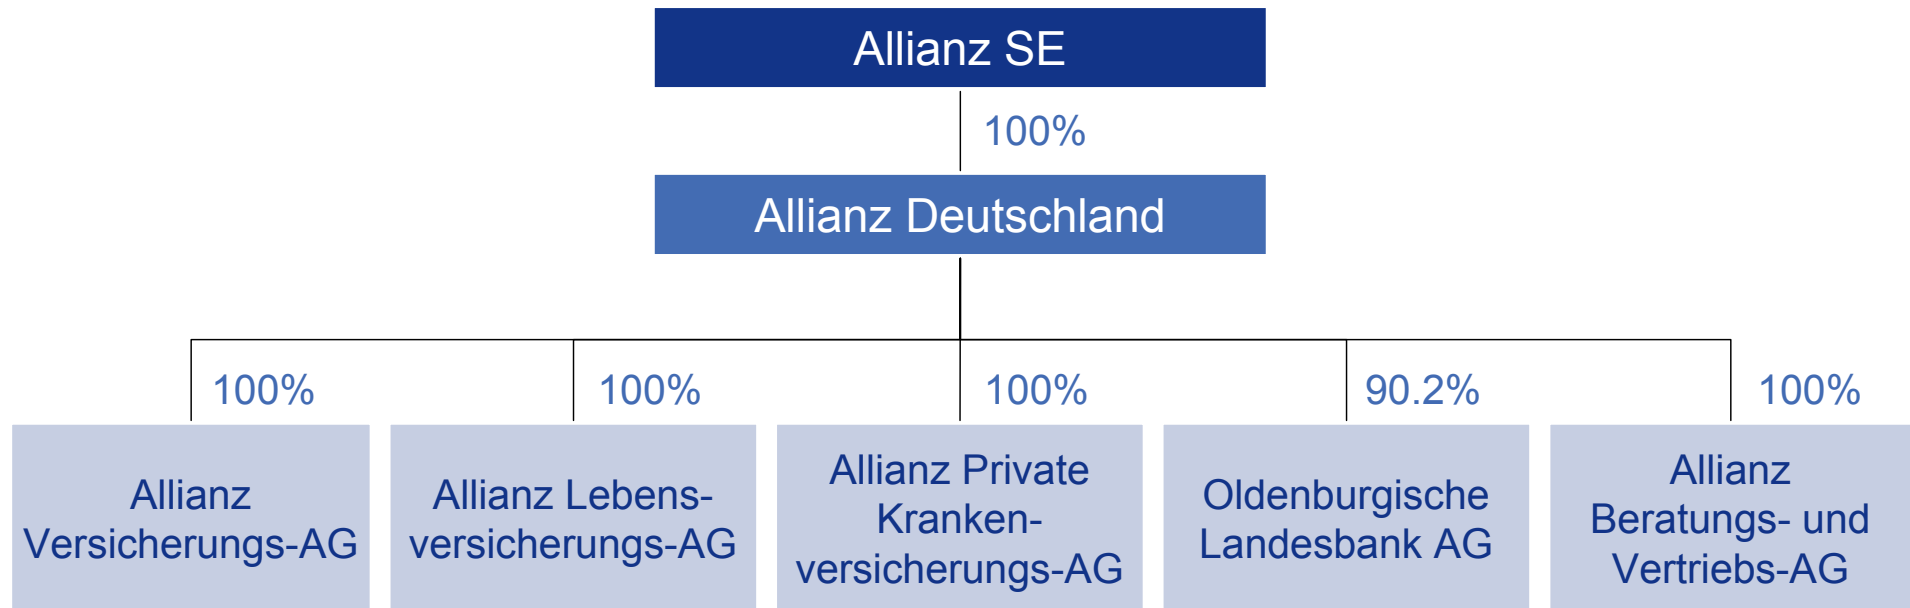 Allianz SE
100%
Allianz Deutschland
100%
100%
100%
90.2%
100%
Allianz
Versicherungs-AG
Allianz Lebens-
versicherungs-AG
Allianz Private
Kranken-
versicherungs-AG
Oldenburgische
Landesbank AG
Allianz
Beratungs- und
Vertriebs-AG